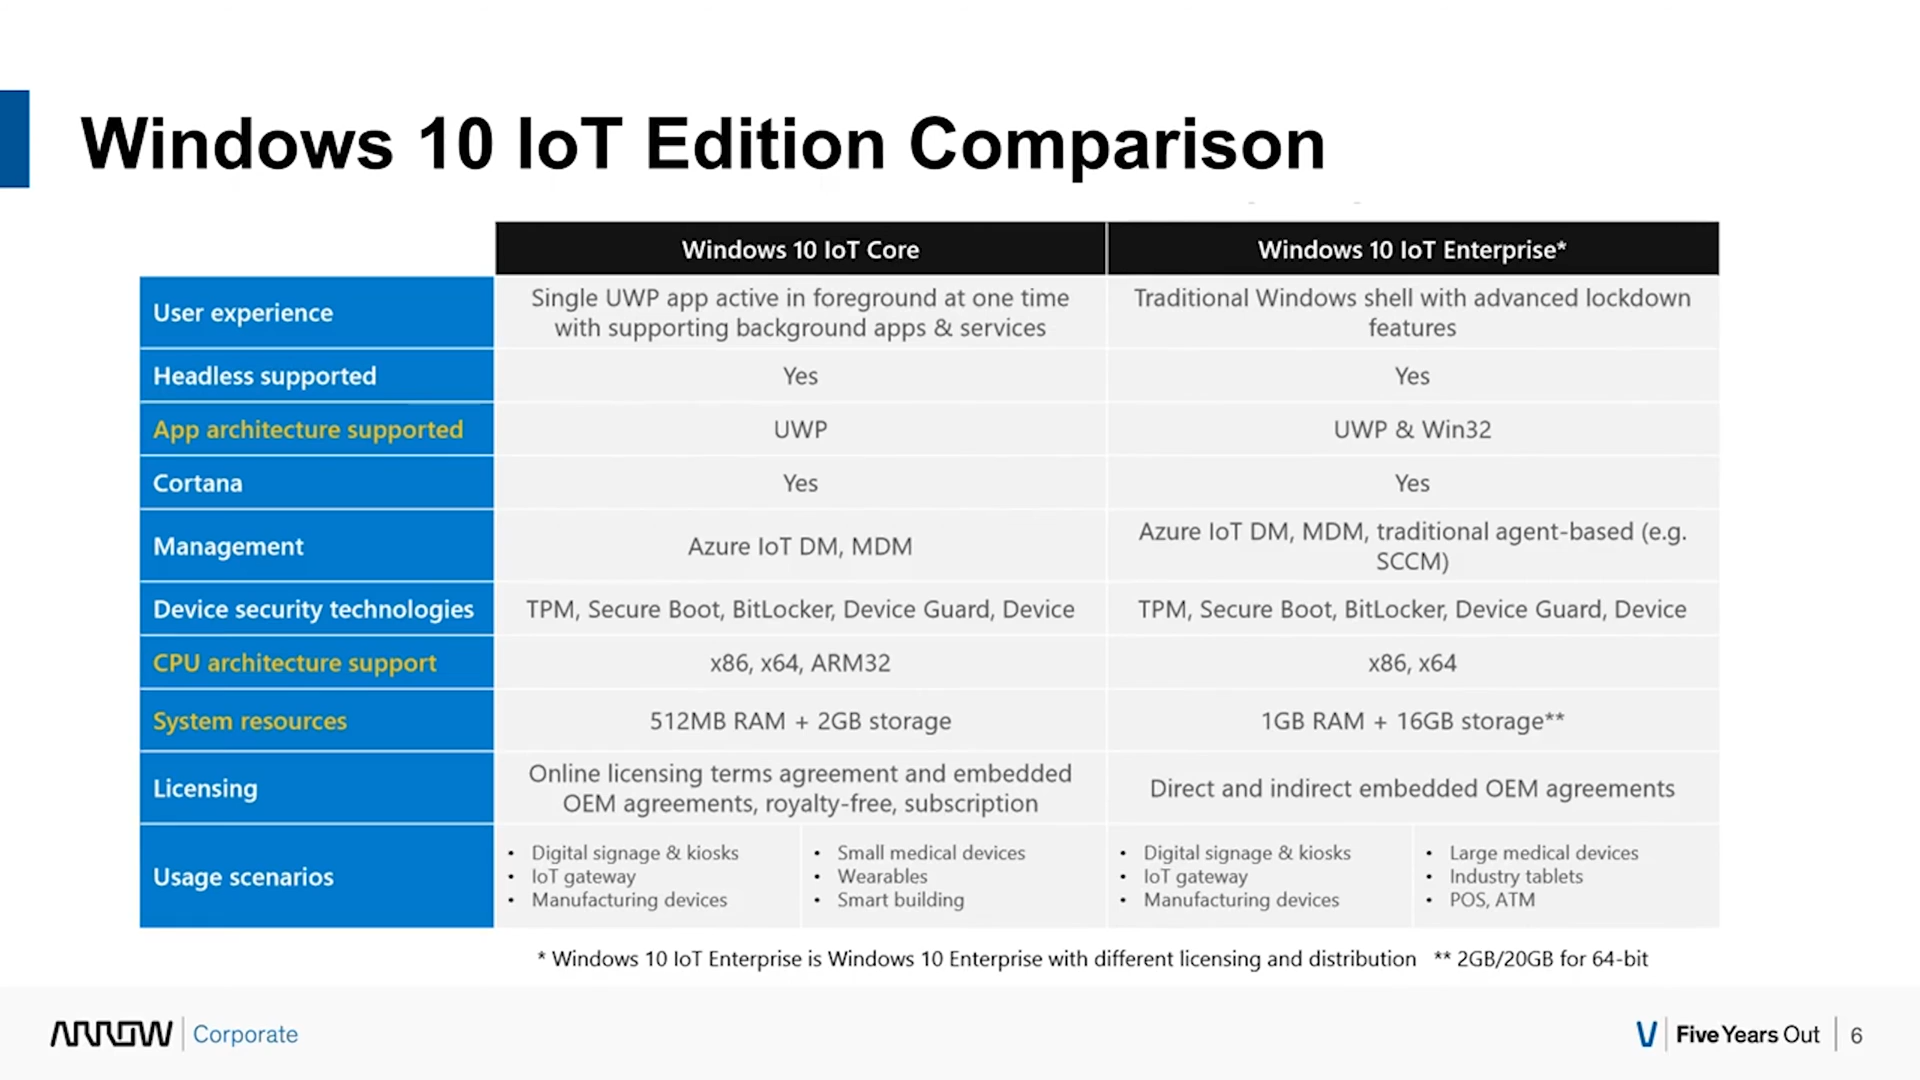 Windows 10 IoT Edition Comparison
Windows 10 IoT Core
Windows 10 IoT Enterprise*
User experience
Single UWP app active in foreground at one time
with supporting background apps & services
Traditional Windows shell with advanced lockdown
features
Headless supported
Yes
Yes
App architecture supported
UWP
UWP & Win32
Cortana
Yes
Yes
Management
Azure IoT DM, MDM
Azure IoT DM, MDM, traditional agent-based (e.g.
SCCM)
Device security technologies
TPM, Secure Boot, BitLocker, Device Guard, Device
TPM, Secure Boot, BitLocker, Device Guard, Device
CPU architecture support
x86, x64, ARM32
x86, x64
System resources
512MB RAM + 2GB storage
1GB RAM + 16GB storage**
Licensing
Online licensing terms agreement and embedded
OEM agreements, royalty-free, subscription
Direct and indirect embedded OEM agreements
Usage scenarios
• Digital signage & kiosks
• IoT gateway
• Manufacturing devices
• Small medical devices
• Wearables
• Smart building
• Digital signage & kiosks
• IoT gateway
• Manufacturing devices
• Large medical devices
• Industry tablets
• POS, ATM
* Windows 10 IoT Enterprise is Windows 10 Enterprise with different licensing and distribution ** 2GB/20GB for 64-bit
ARROW Corporate
Five Years Out 6